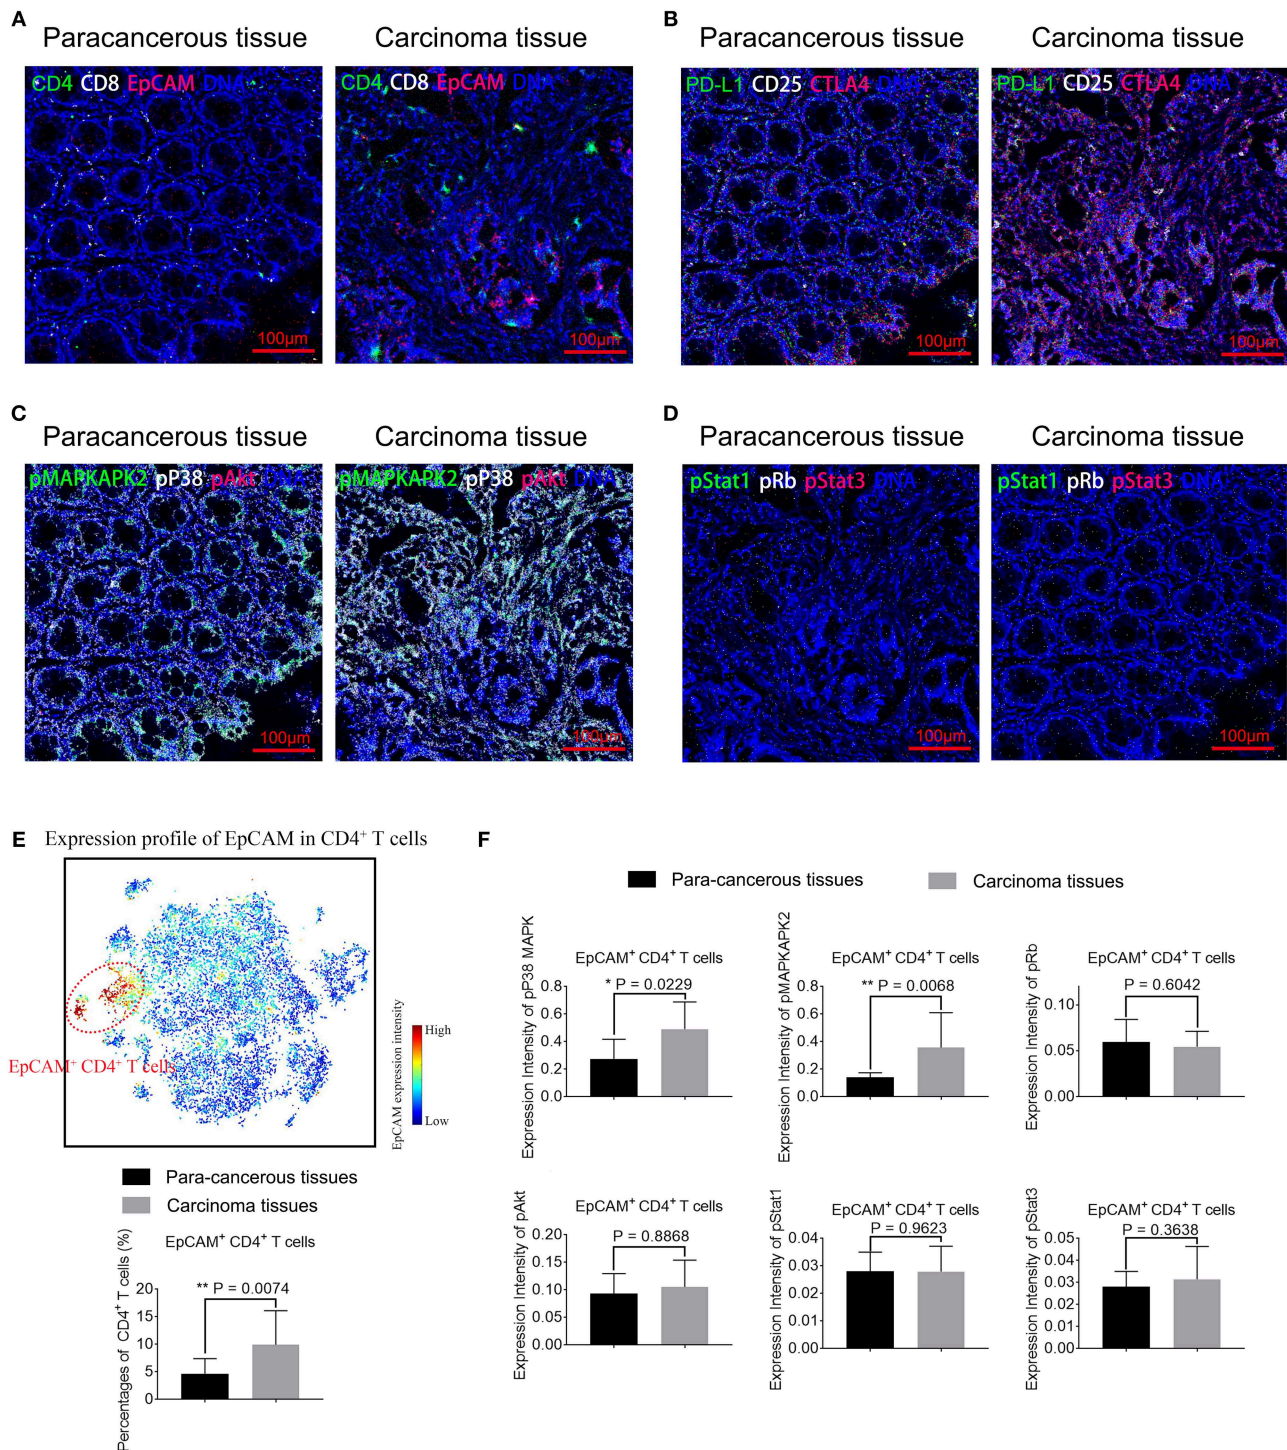 A
Paracancerous tissue
Carcinoma tissue
CD4 CD8 EpCAM DNA
CD4 CD8 EpCAM DNA
100μm
100μm
B
Paracancerous tissue
Carcinoma tissue
PD-L1 CD25 CTLA4 DNA
PD-L1 CD25 CTLA4 DNA
100μm
100μm
C
Paracancerous tissue
Carcinoma tissue
pMAPKAPK2 pP38 pAkt DNA
pMAPKAPK2 pP38 pAkt DNA
100μm
100μm
D
Paracancerous tissue
Carcinoma tissue
pStat1 pRb pStat3 DNA
pStat1 pRb pStat3 DNA
100μm
100μm
E
Expression profile of EpCAM in CD4⁺ T cells
EpCAM⁺ CD4⁺ T cells
EpCAM expression intensity
High
Low
Para-cancerous tissues
Carcinoma tissues
EpCAM⁺ CD4⁺ T cells
Percentages of CD4⁺ T cells (%)
** P = 0.0074
20
15
10
5
0
F
Para-cancerous tissues
Carcinoma tissues
EpCAM⁺ CD4⁺ T cells
Expression Intensity of pP38 MAPK
* P = 0.0229
0.8
0.6
0.4
0.2
0.0
EpCAM⁺ CD4⁺ T cells
Expression Intensity of pMAPKAPK2
** P = 0.0068
0.8
0.6
0.4
0.2
0.0
EpCAM⁺ CD4⁺ T cells
Expression Intensity of pRb
P = 0.6042
0.10
0.05
0.00
EpCAM⁺ CD4⁺ T cells
Expression Intensity of pAkt
P = 0.8868
0.20
0.15
0.10
0.05
0.00
EpCAM⁺ CD4⁺ T cells
Expression Intensity of pStat1
P = 0.9623
0.04
0.03
0.02
0.01
0.00
EpCAM⁺ CD4⁺ T cells
Expression Intensity of pStat3
P = 0.3638
0.05
0.04
0.03
0.02
0.01
0.00